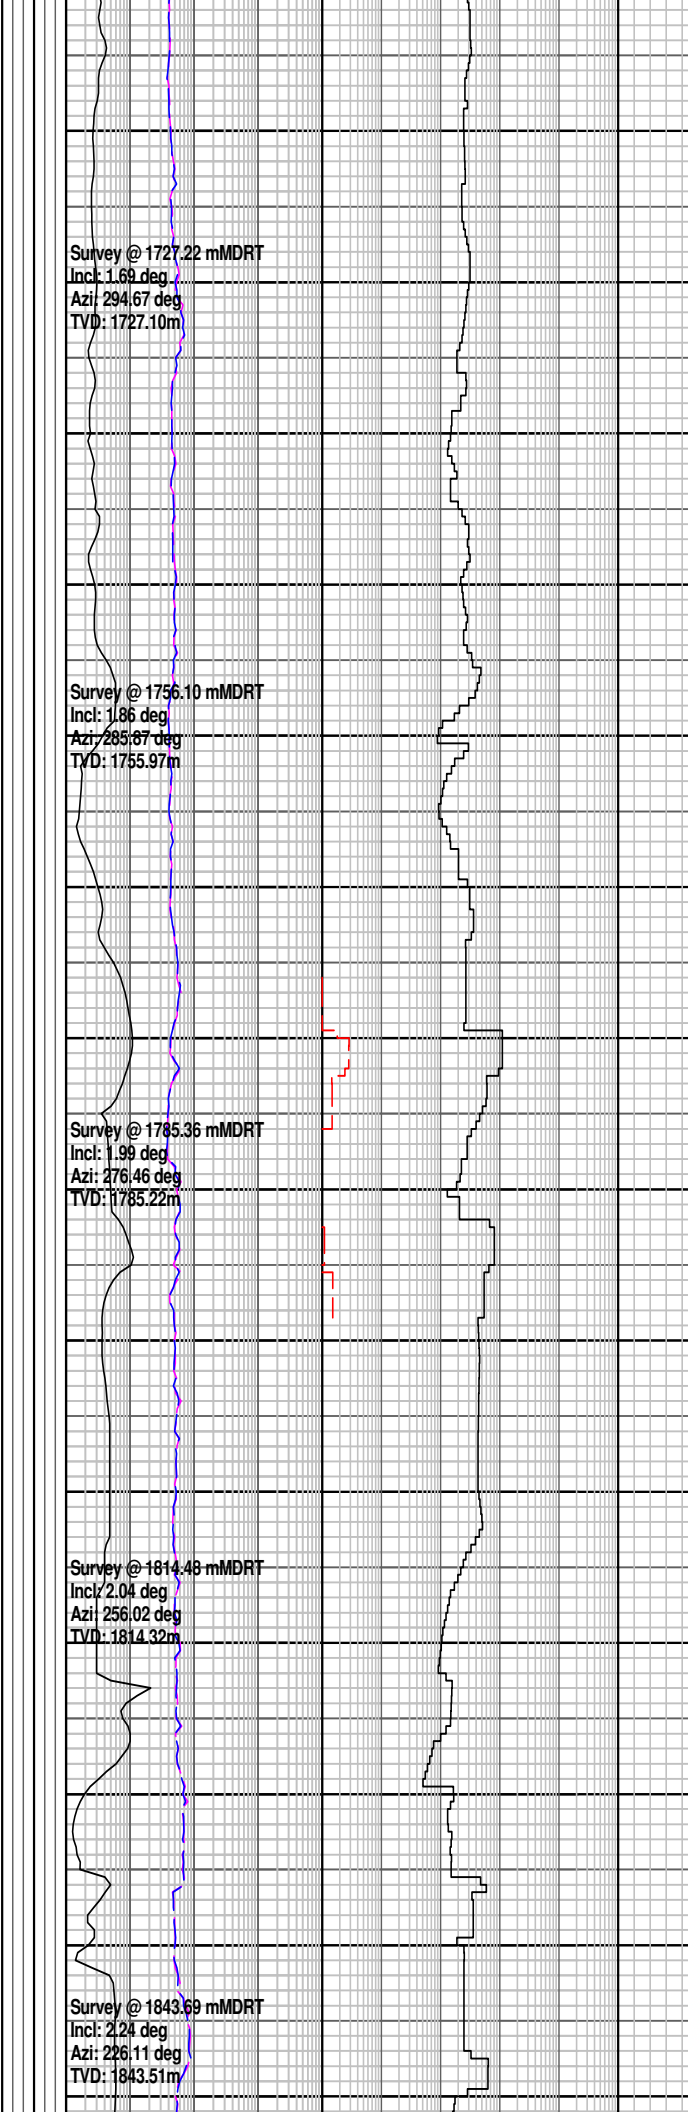 Survey @ 1727.22 mMDRT
Incl: 1.69 deg
Azi: 294.67 deg
TVD: 1727.10m
Survey @ 1756.10 mMDRT
Incl: 1.86 deg
Azi: 285.87 deg
TVD: 1755.97m
Survey @ 1785.36 mMDRT
Incl: 1.99 deg
Azi: 276.46 deg
TVD: 1785.22m
Survey @ 1814.48 mMDRT
Incl: 2.04 deg
Azi: 256.02 deg
TVD: 1814.32m
Survey @ 1843.69 mMDRT
Incl: 2.24 deg
Azi: 226.11 deg
TVD: 1843.51m